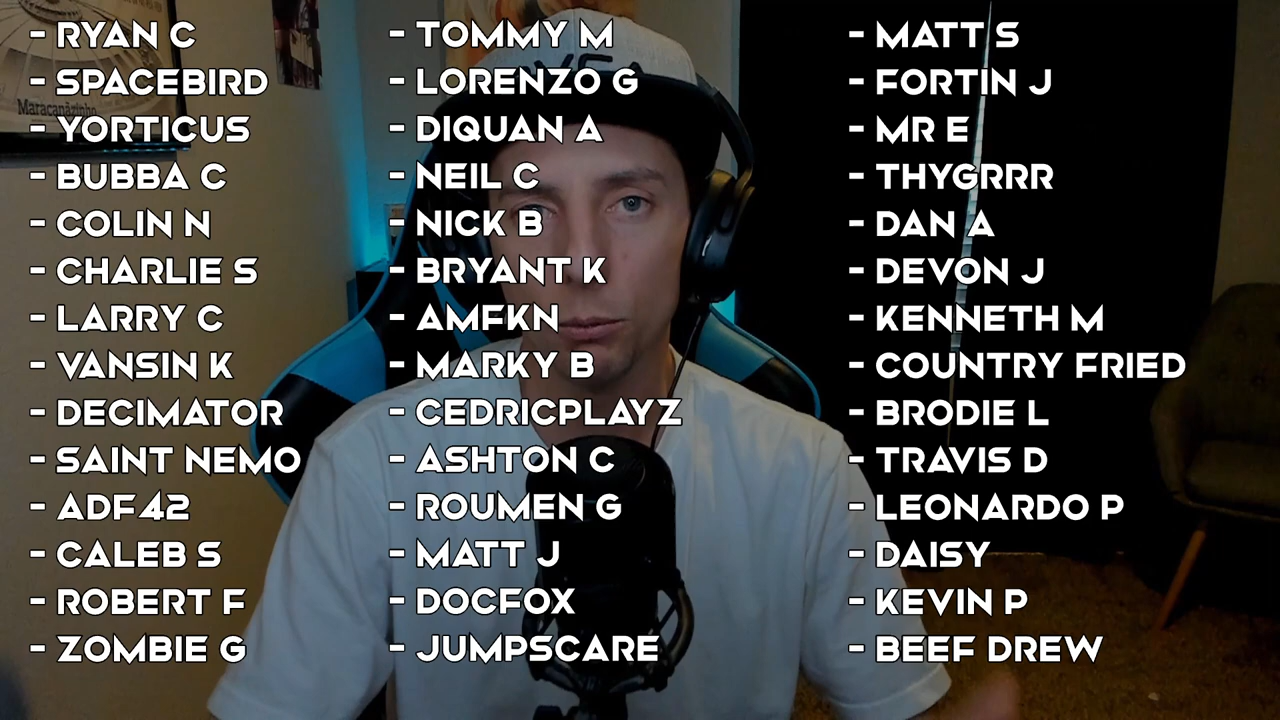 Maracanãzinho
- RYAN C
- SPACEBIRD
- YORTICUS
- BUBBA C
- COLIN N
- CHARLIE S
- LARRY C
- VANSIN K
- DECIMATOR
- SAINT NEMO
- ADF42
- CALEB S
- ROBERT F
- ZOMBIE G
- TOMMY M
- LORENZO G
- DIQUAN A
- NEIL C
- NICK B
- BRYANT K
- AMFKN
- MARKY B
- CEDRICPLAYZ
- ASHTON C
- ROUMEN G
- MATT J
- DOCFOX
- JUMPSCARE
- MATT S
- FORTIN J
- MR E
- THYGRRR
- DAN A
- DEVON J
- KENNETH M
- COUNTRY FRIED
- BRODIE L
- TRAVIS D
- LEONARDO P
- DAISY
- KEVIN P
- BEEF DREW